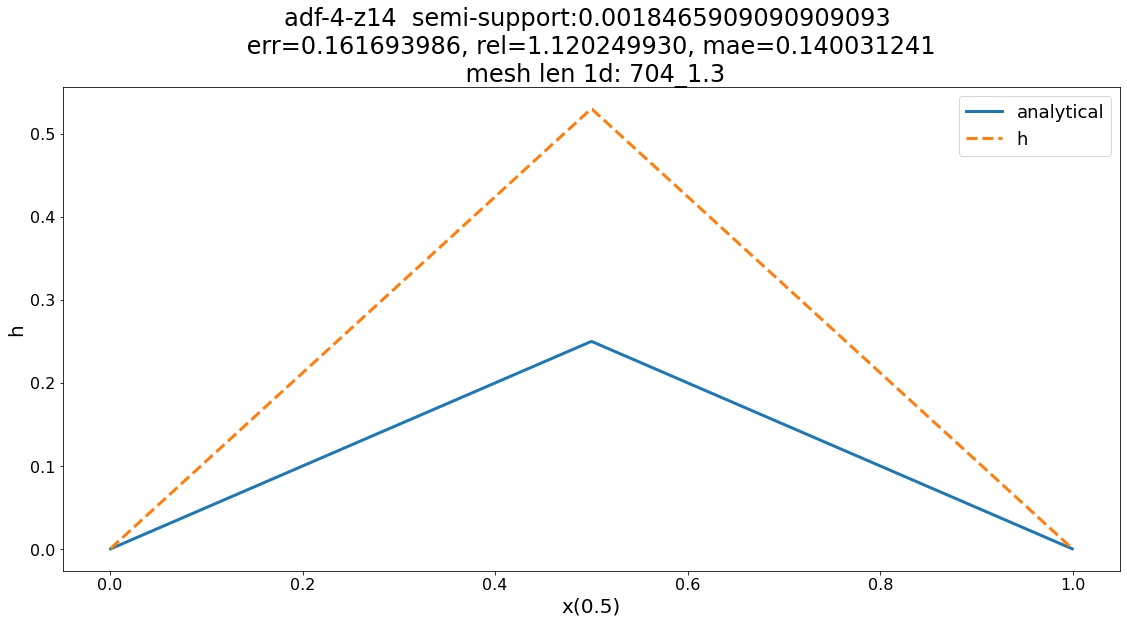 adf-4-z14  semi-support:0.0018465909090909093
err=0.161693986, rel=1.120249930, mae=0.140031241
mesh len 1d: 704_1.3
analytical
h
0.5
0.4
0.3
0.2
0.1
0.0
h
0.0
0.2
0.4
0.6
0.8
1.0
x(0.5)